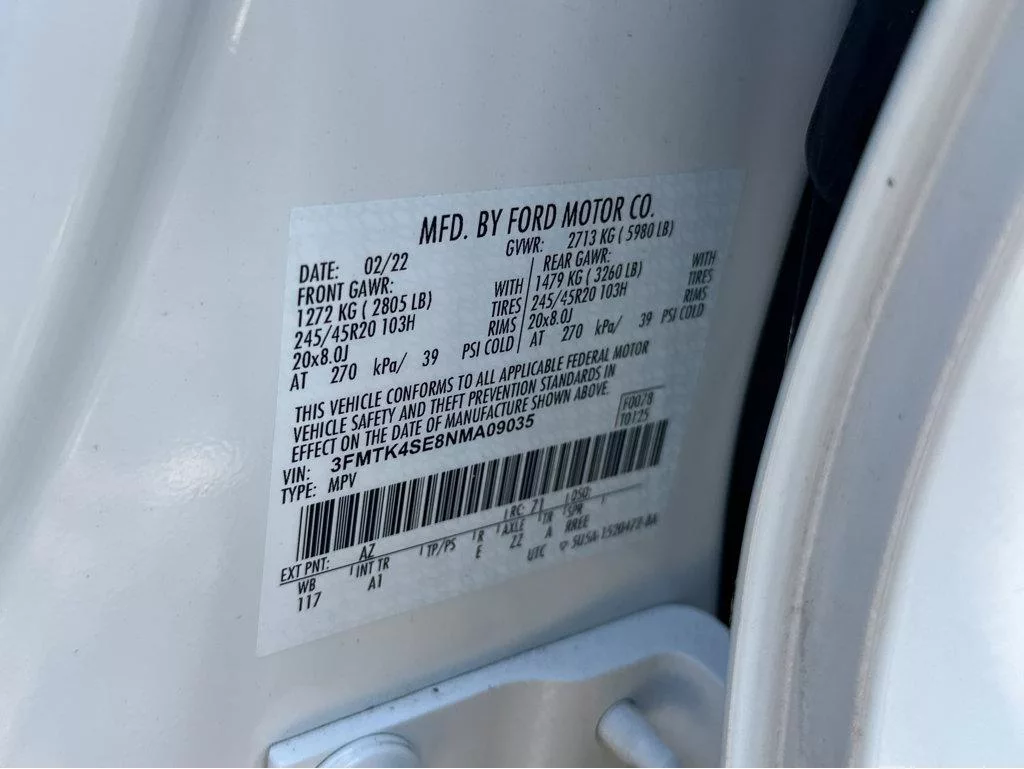 MFD. BY FORD MOTOR CO.
DATE: 02/22 GVWR: 2713 KG ( 5980 LB)
FRONT GAWR: REAR GAWR:
1272 KG ( 2805 LB) WITH 1479 KG ( 3260 LB) WITH
245/45R20 103H TIRES 245/45R20 103H TIRES
20x8.0J RIMS 20x8.0J RIMS
AT 270 kPa/ 39 PSI COLD AT 270 kPa/ 39 PSI COLD
THIS VEHICLE CONFORMS TO ALL APPLICABLE FEDERAL MOTOR
VEHICLE SAFETY AND THEFT PREVENTION STANDARDS IN
EFFECT ON THE DATE OF MANUFACTURE SHOWN ABOVE.
VIN: 3FMTK4SE8NMA09035 F0078
TYPE: MPV T0125
EXT PNT: AZ RC: 71 DSO:
WB INT TR TP/PS R AXLE TR SPR
117 A1 E ZZ A RREE
UTC